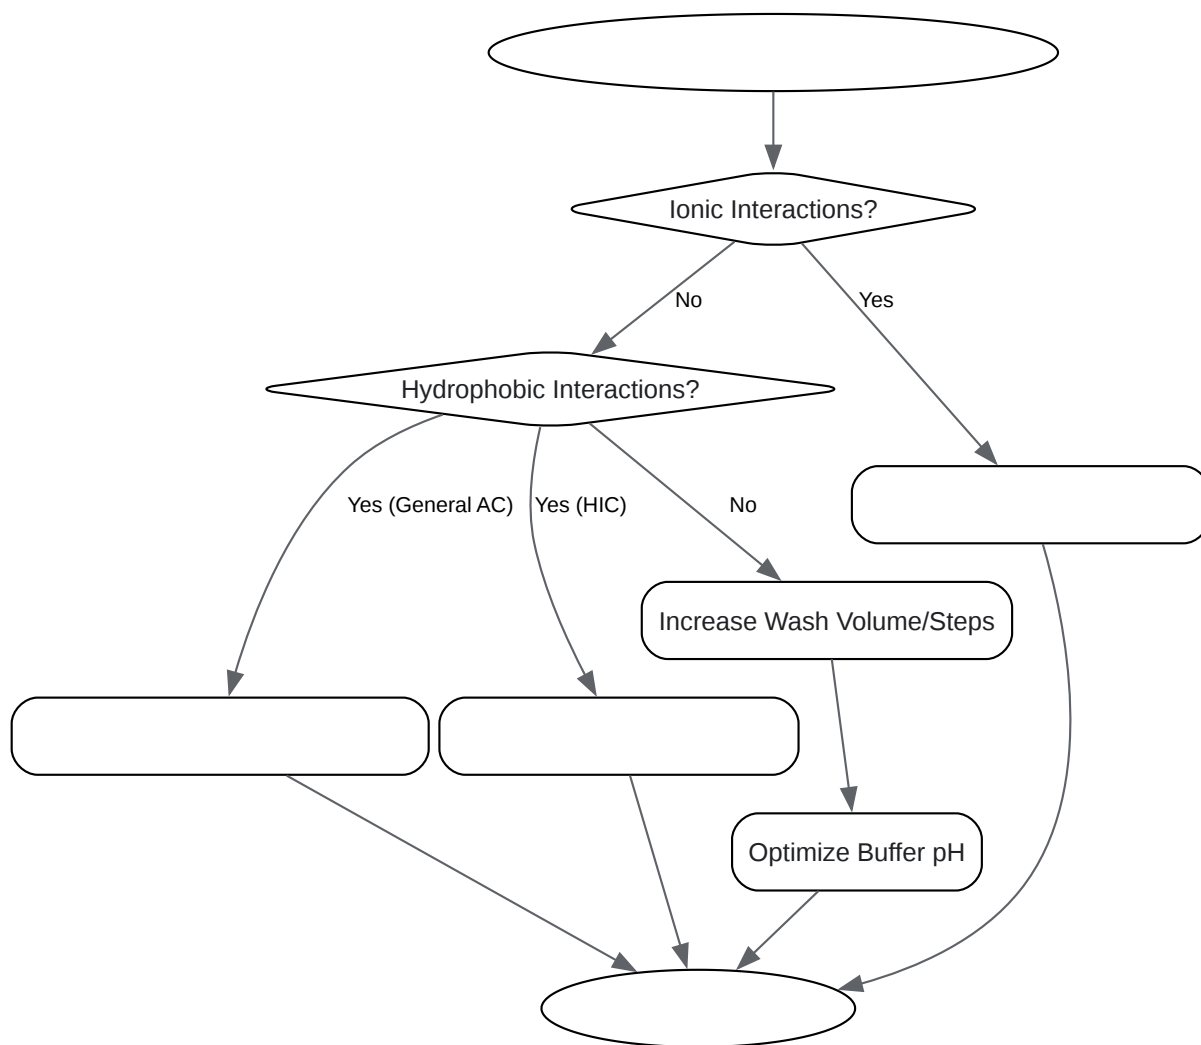 Ionic Interactions?
No
Yes
Hydrophobic Interactions?
Yes (General AC)
Yes (HIC)
No
Increase Wash Volume/Steps
Optimize Buffer pH